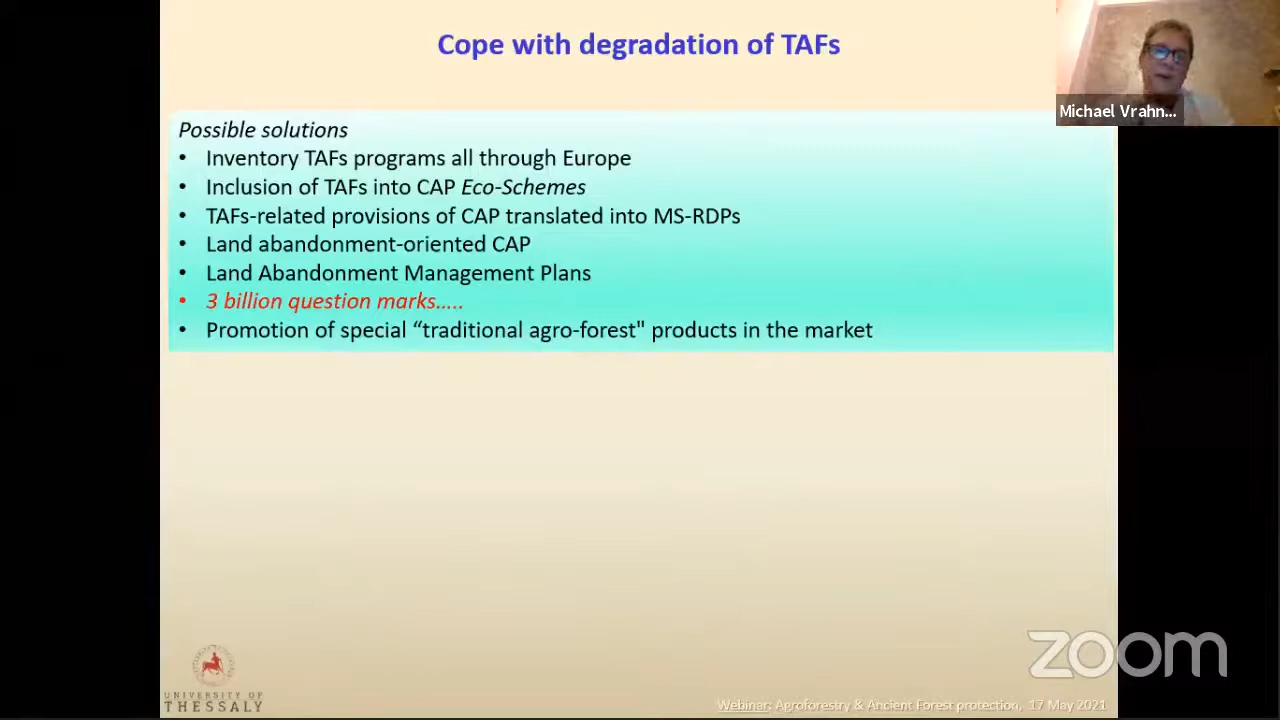 Cope with degradation of TAFs
Michael Vrahn...
Possible solutions
• Inventory TAFs programs all through Europe
• Inclusion of TAFs into CAP Eco-Schemes
• TAFs-related provisions of CAP translated into MS-RDPs
• Land abandonment-oriented CAP
• Land Abandonment Management Plans
• 3 billion question marks.....
• Promotion of special “traditional agro-forest" products in the market
zoom
UNIVERSITY OF
THESSALY
Webinar: Agroforestry & Ancient Forest protection, 17 May 2021